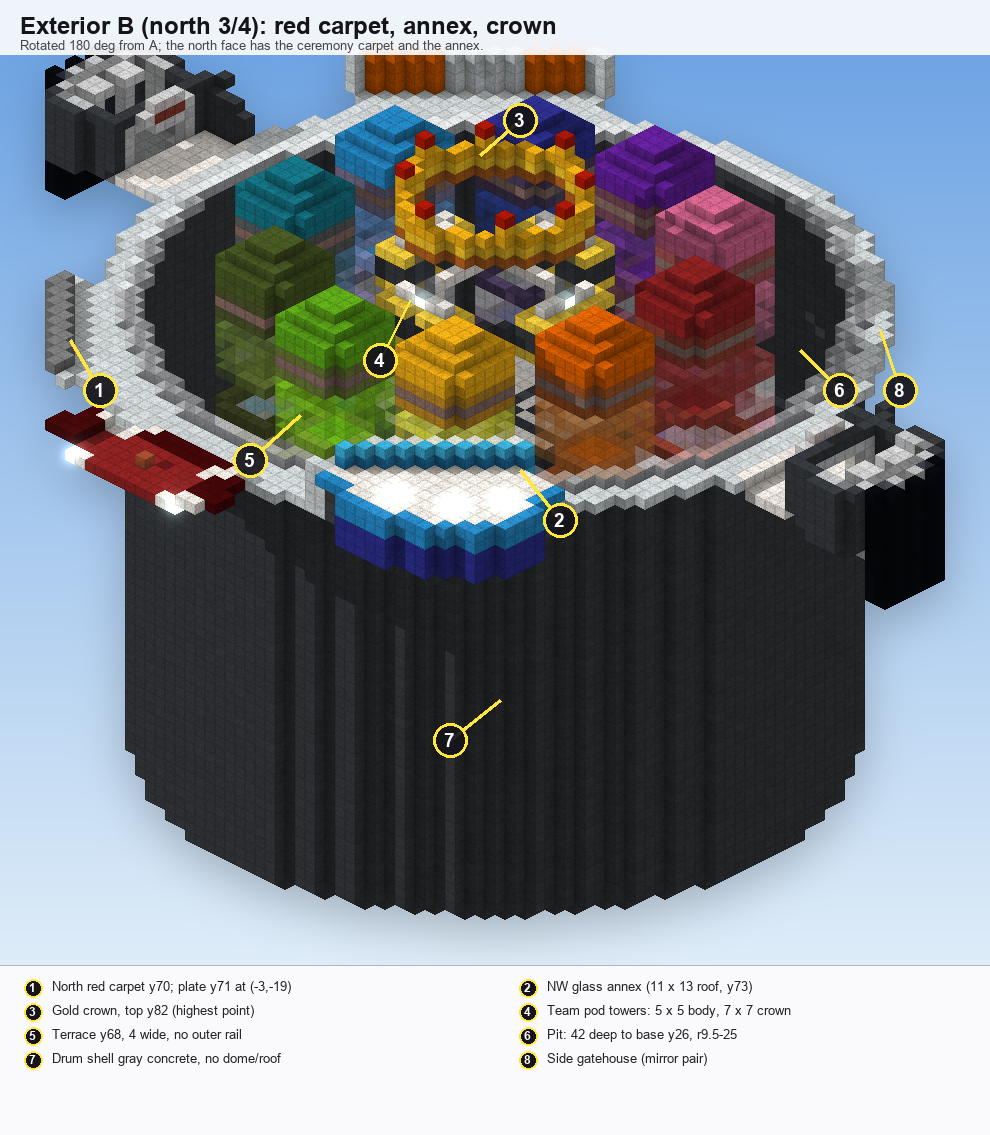 Exterior B (north 3/4): red carpet, annex, crown
Rotated 180 deg from A; the north face has the ceremony carpet and the annex.
3
4
1
6
8
5
2
7
1 North red carpet y70; plate y71 at (-3,-19)
2 NW glass annex (11 x 13 roof, y73)
3 Gold crown, top y82 (highest point)
4 Team pod towers: 5 x 5 body, 7 x 7 crown
5 Terrace y68, 4 wide, no outer rail
6 Pit: 42 deep to base y26, r9.5-25
7 Drum shell gray concrete, no dome/roof
8 Side gatehouse (mirror pair)